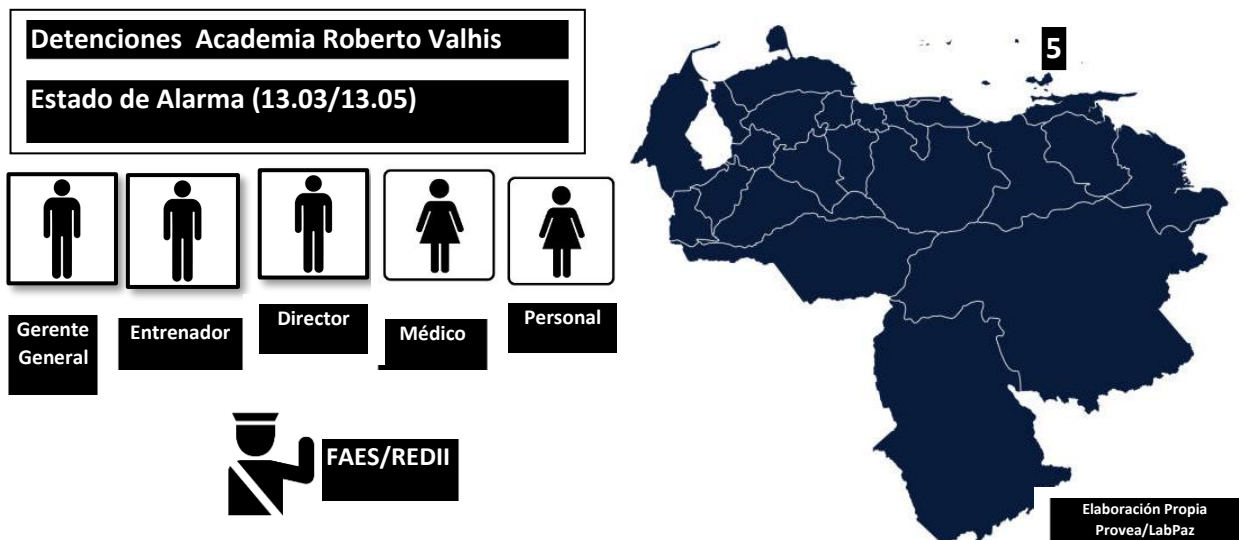 Detenciones Academia Roberto Valhis
Estado de Alarma (13.03/13.05)
5
Gerente
General
Entrenador
Director
Médico
Personal
FAES/REDII
Elaboración Propia
Provea/LabPaz